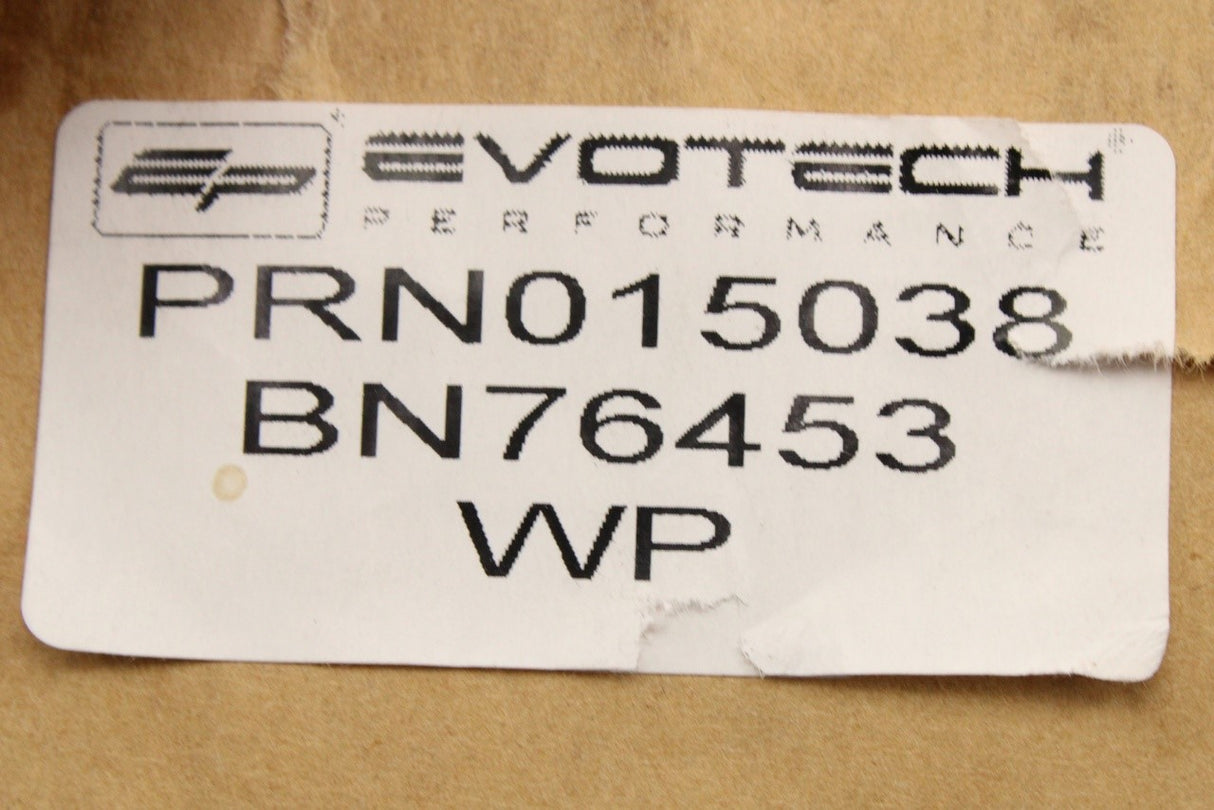 EP EVOTECH
PERFORMANCE
PRN015038
BN76453
WP